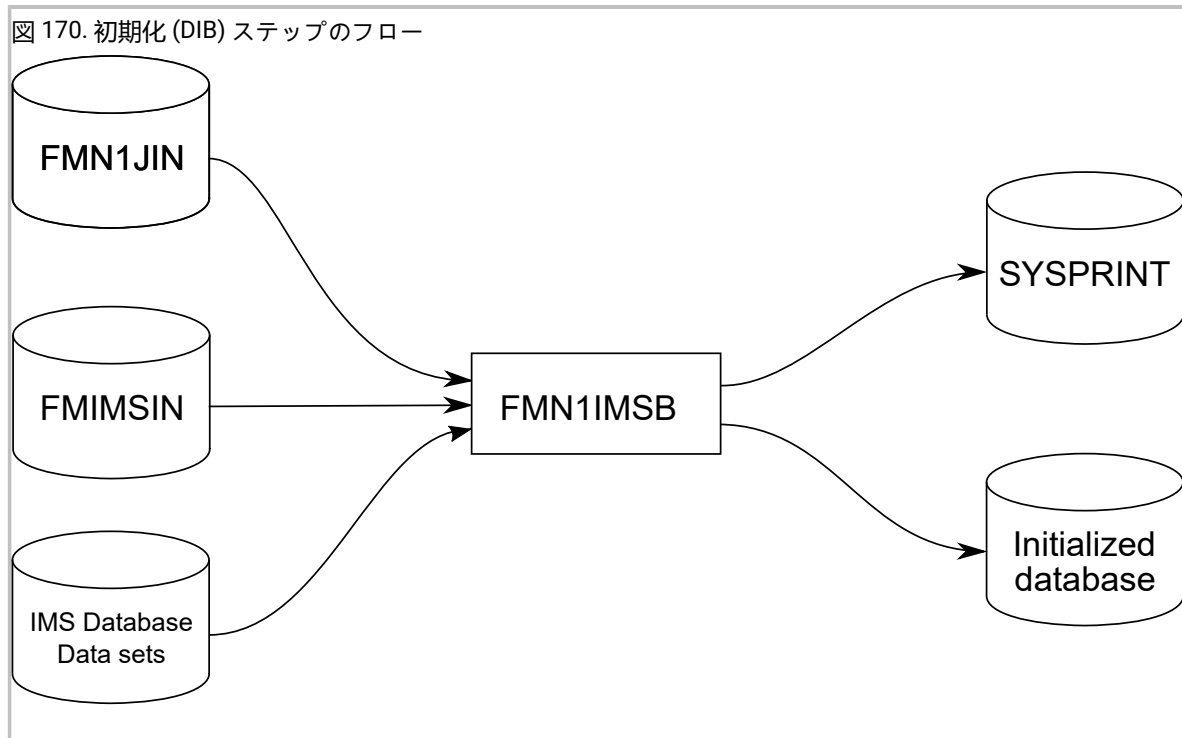 図 170. 初期化 (DIB) ステップのフロー
FMN1JIN
FMIMSIN
IMS Database
Data sets
FMN1IMSB
SYSPRINT
Initialized
database